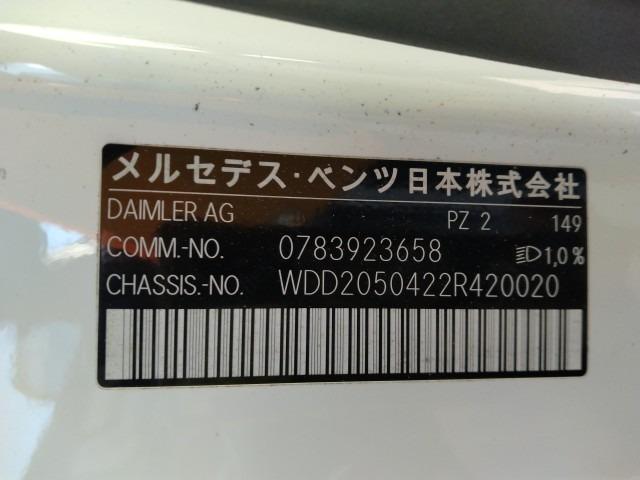 メルセデス・ベンツ日本株式会社
DAIMLER AG PZ 2 149
COMM.-NO. 0783923658 1,0%
CHASSIS.-NO. WDD2050422R420020